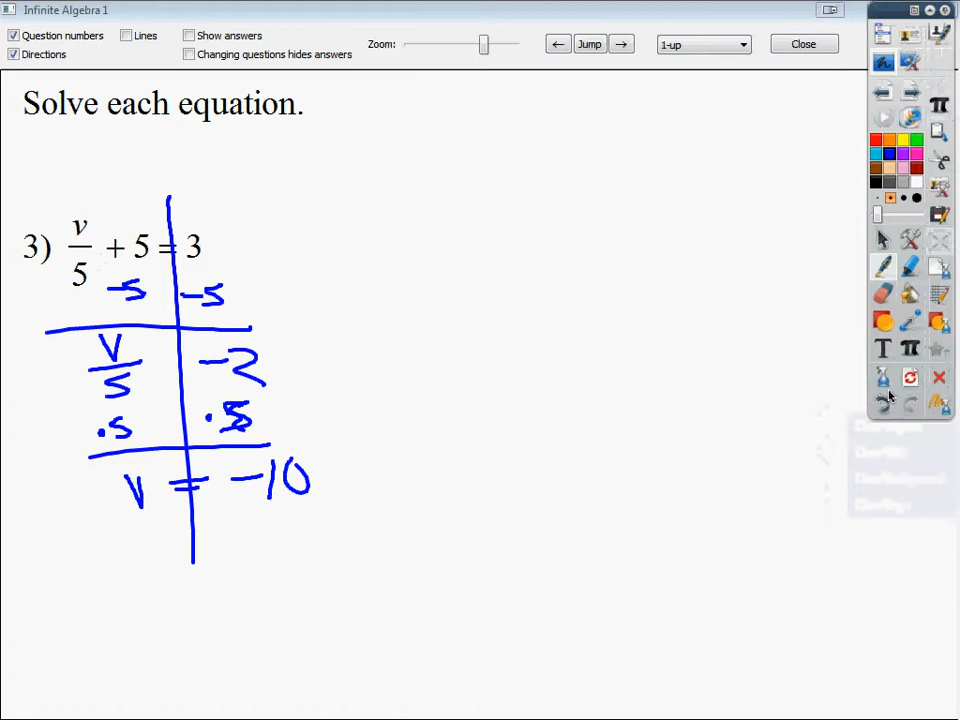 Infinite Algebra 1
Question numbers Lines Show answers
Directions Changing questions hides answers
Zoom: ← Jump → 1-up Close
Solve each equation.
3) v/5 + 5 = 3
-5 -5
v/5 -2
·5 ·5
v = -10
T π